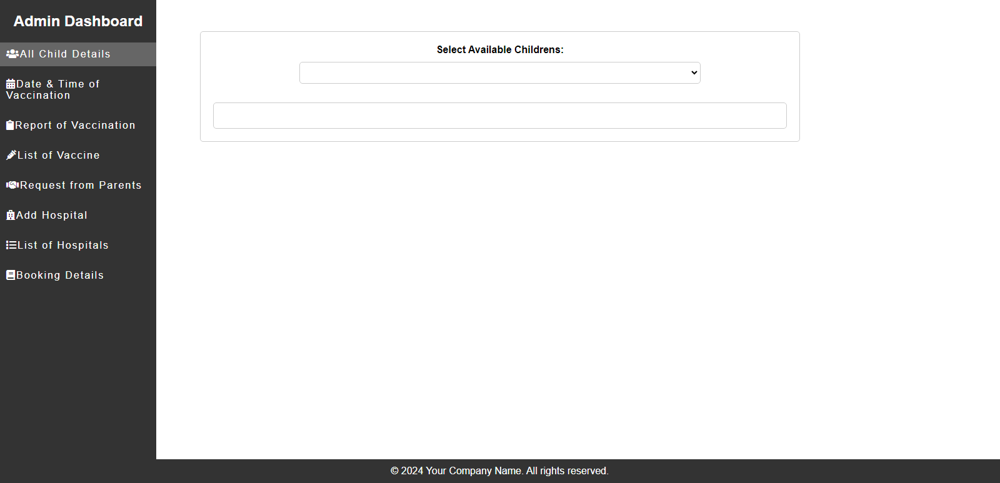 Admin Dashboard
All Child Details
Date & Time of
Vaccination
Report of Vaccination
List of Vaccine
Request from Parents
Add Hospital
List of Hospitals
Booking Details
Select Available Childrens:
© 2024 Your Company Name. All rights reserved.